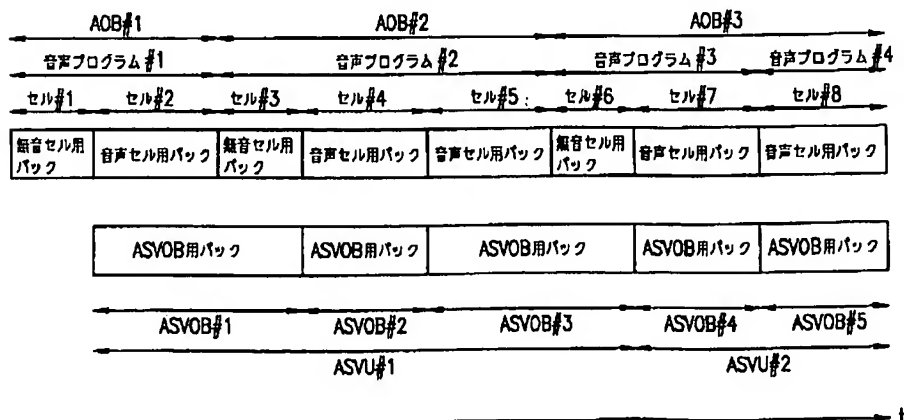 AOB#1 AOB#2 AOB#3
音声プログラム#1 音声プログラム#2 音声プログラム#3 音声プログラム#4
セル#1 セル#2 セル#3 セル#4 セル#5 セル#6 セル#7 セル#8
無音セル用パック 音声セル用パック 無音セル用パック 音声セル用パック 音声セル用パック 無音セル用パック 音声セル用パック 音声セル用パック
ASVOB用パック ASVOB用パック ASVOB用パック ASVOB用パック ASVOB用パック
ASVOB#1 ASVOB#2 ASVOB#3 ASVOB#4 ASVOB#5
ASVU#1 ASVU#2
t